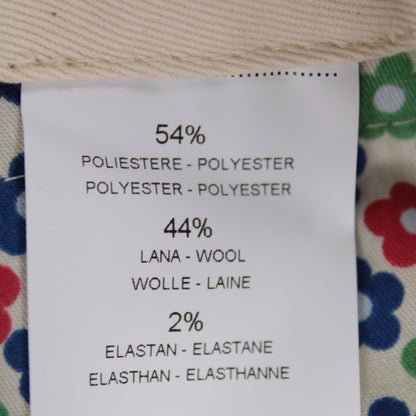 54%
POLIESTERE - POLYESTER
POLYESTER - POLYESTER
44%
LANA - WOOL
WOLLE - LAINE
2%
ELASTAN - ELASTANE
ELASTHAN - ELASTHANNE